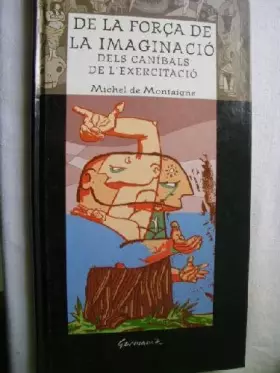 DE LA FORÇA DE
LA IMAGINACIÓ
DELS CANÍBALS
DE L'EXERCITACIÓ
Michel de Montaigne